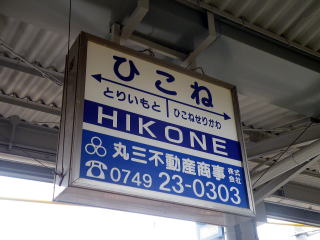 ひこね
とりいもと ひこねせりかわ
HIKONE
丸三不動産商事 株式会社
☎0749 23-0303